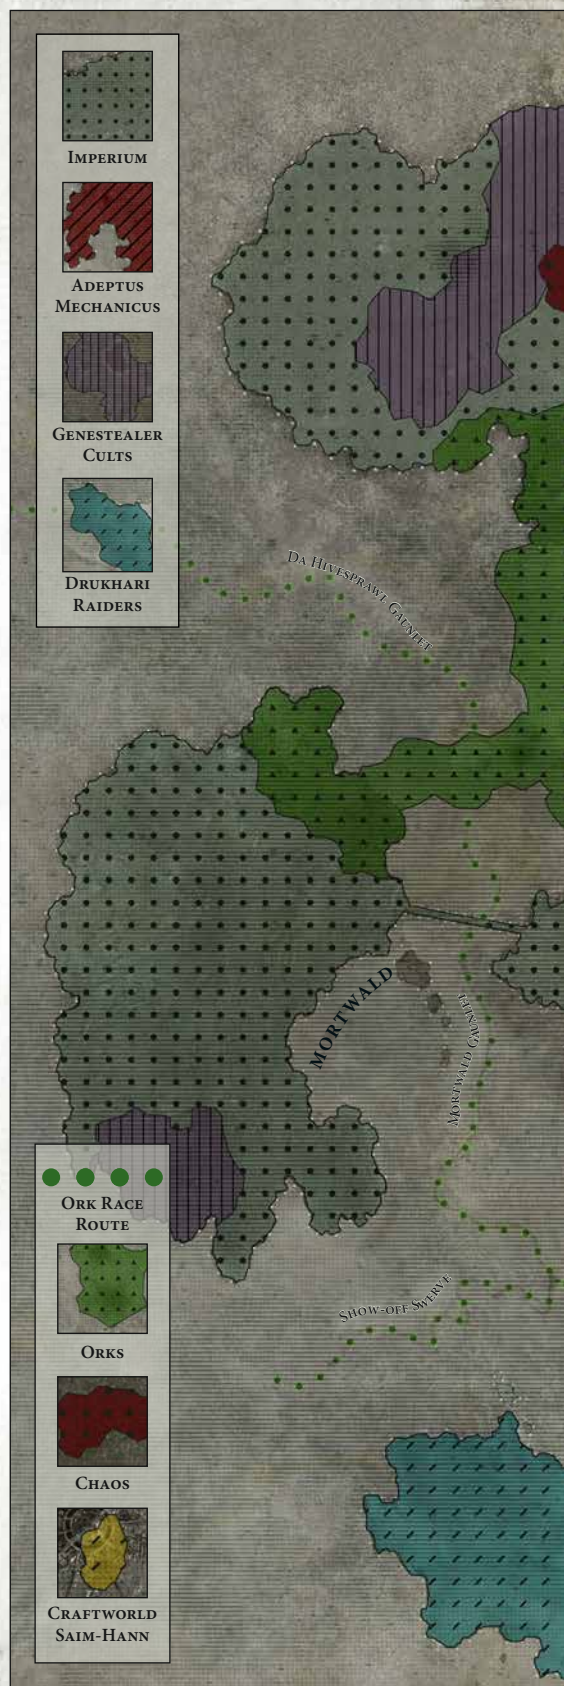 Imperium
Adeptus
Mechanicus
Genestealer
Cults
Drukhari
Raiders
Da Hivesprawl Gauntlet
Mortwald
Mortwald Gauntlet
Show-off Swerve
Ork Race
Route
Orks
Chaos
Craftworld
Saim-Hann